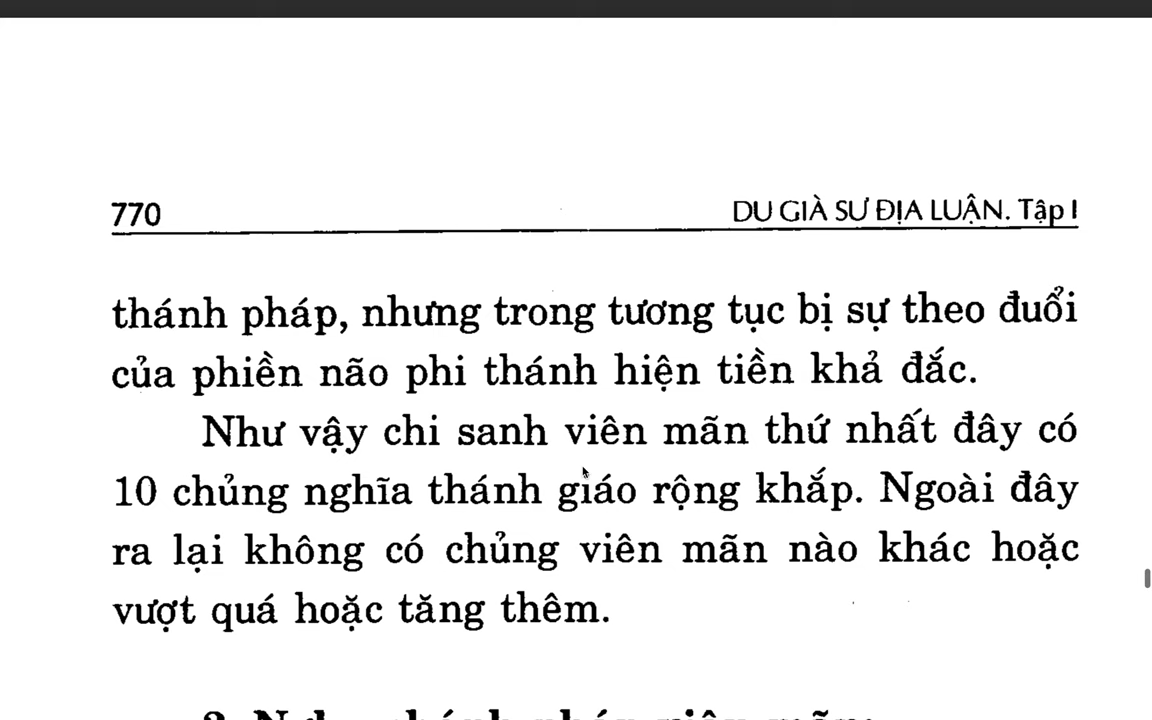 770
DU GIÀ SƯ ĐỊA LUẬN. Tập I
thánh pháp, nhưng trong tương tục bị sự theo đuổi
của phiền não phi thánh hiện tiền khả đắc.
Như vậy chi sanh viên mãn thứ nhất đây có
10 chủng nghĩa thánh giáo rộng khắp. Ngoài đây
ra lại không có chủng viên mãn nào khác hoặc
vượt quá hoặc tăng thêm.